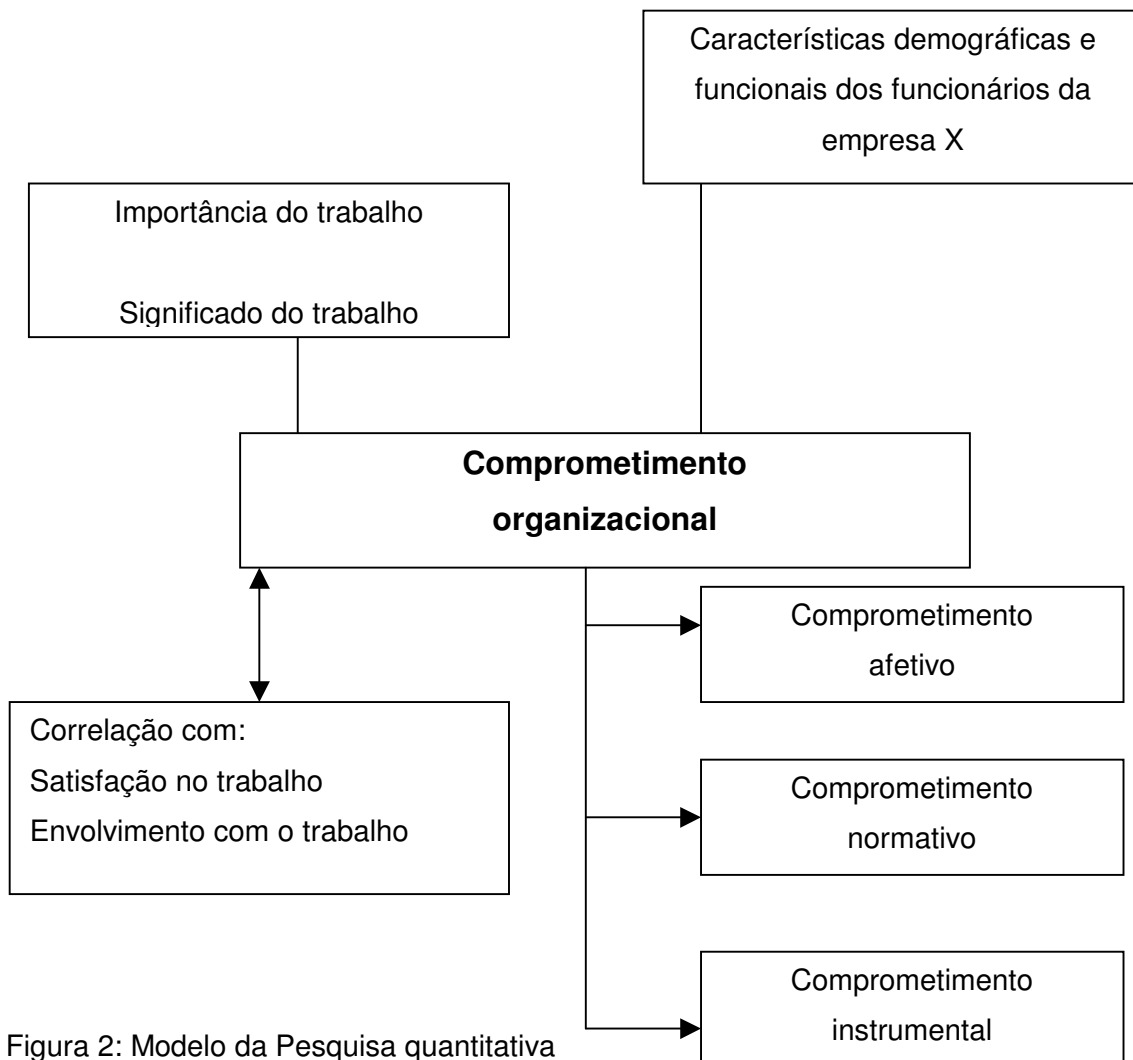 Características demográficas e
funcionais dos funcionários da
empresa X
Importância do trabalho
Significado do trabalho
Comprometimento
organizacional
Comprometimento
afetivo
Correlação com:
Satisfação no trabalho
Envolvimento com o trabalho
Comprometimento
normativo
Comprometimento
instrumental
Figura 2: Modelo da Pesquisa quantitativa